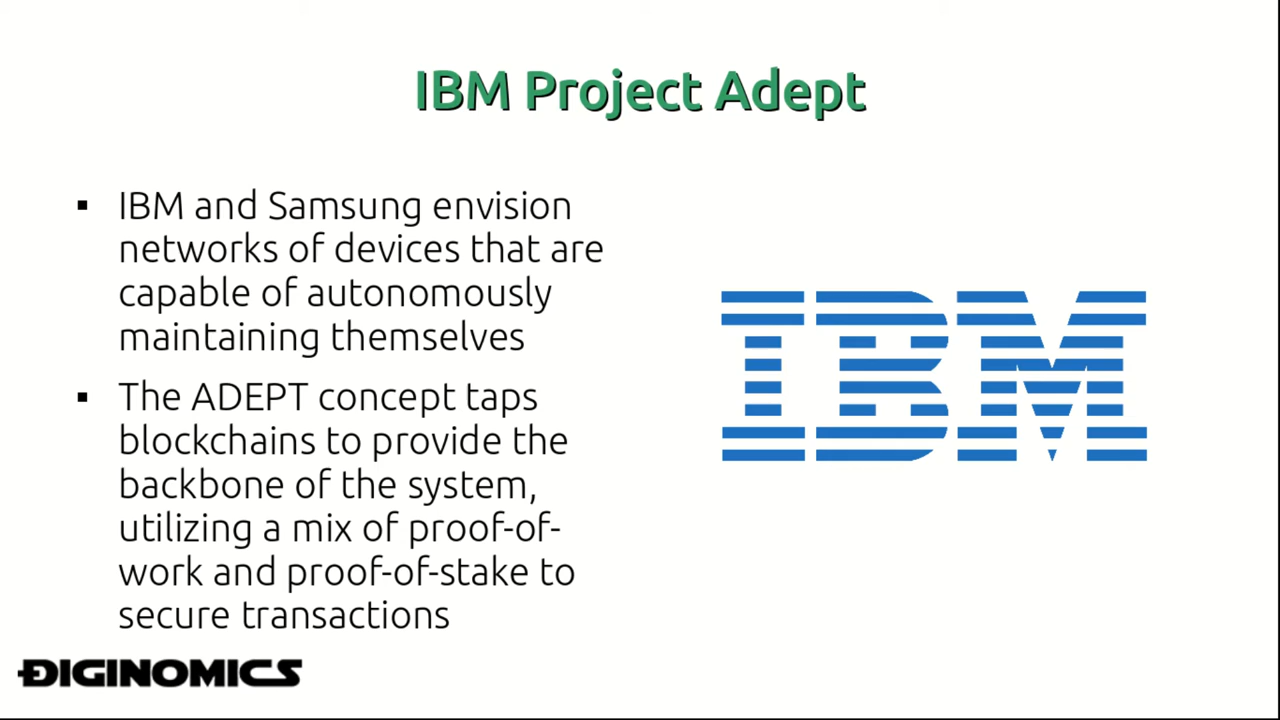 IBM Project Adept
▪ IBM and Samsung envision
networks of devices that are
capable of autonomously
maintaining themselves
▪ The ADEPT concept taps
blockchains to provide the
backbone of the system,
utilizing a mix of proof-of-
work and proof-of-stake to
secure transactions
IBM
DIGINOMICS